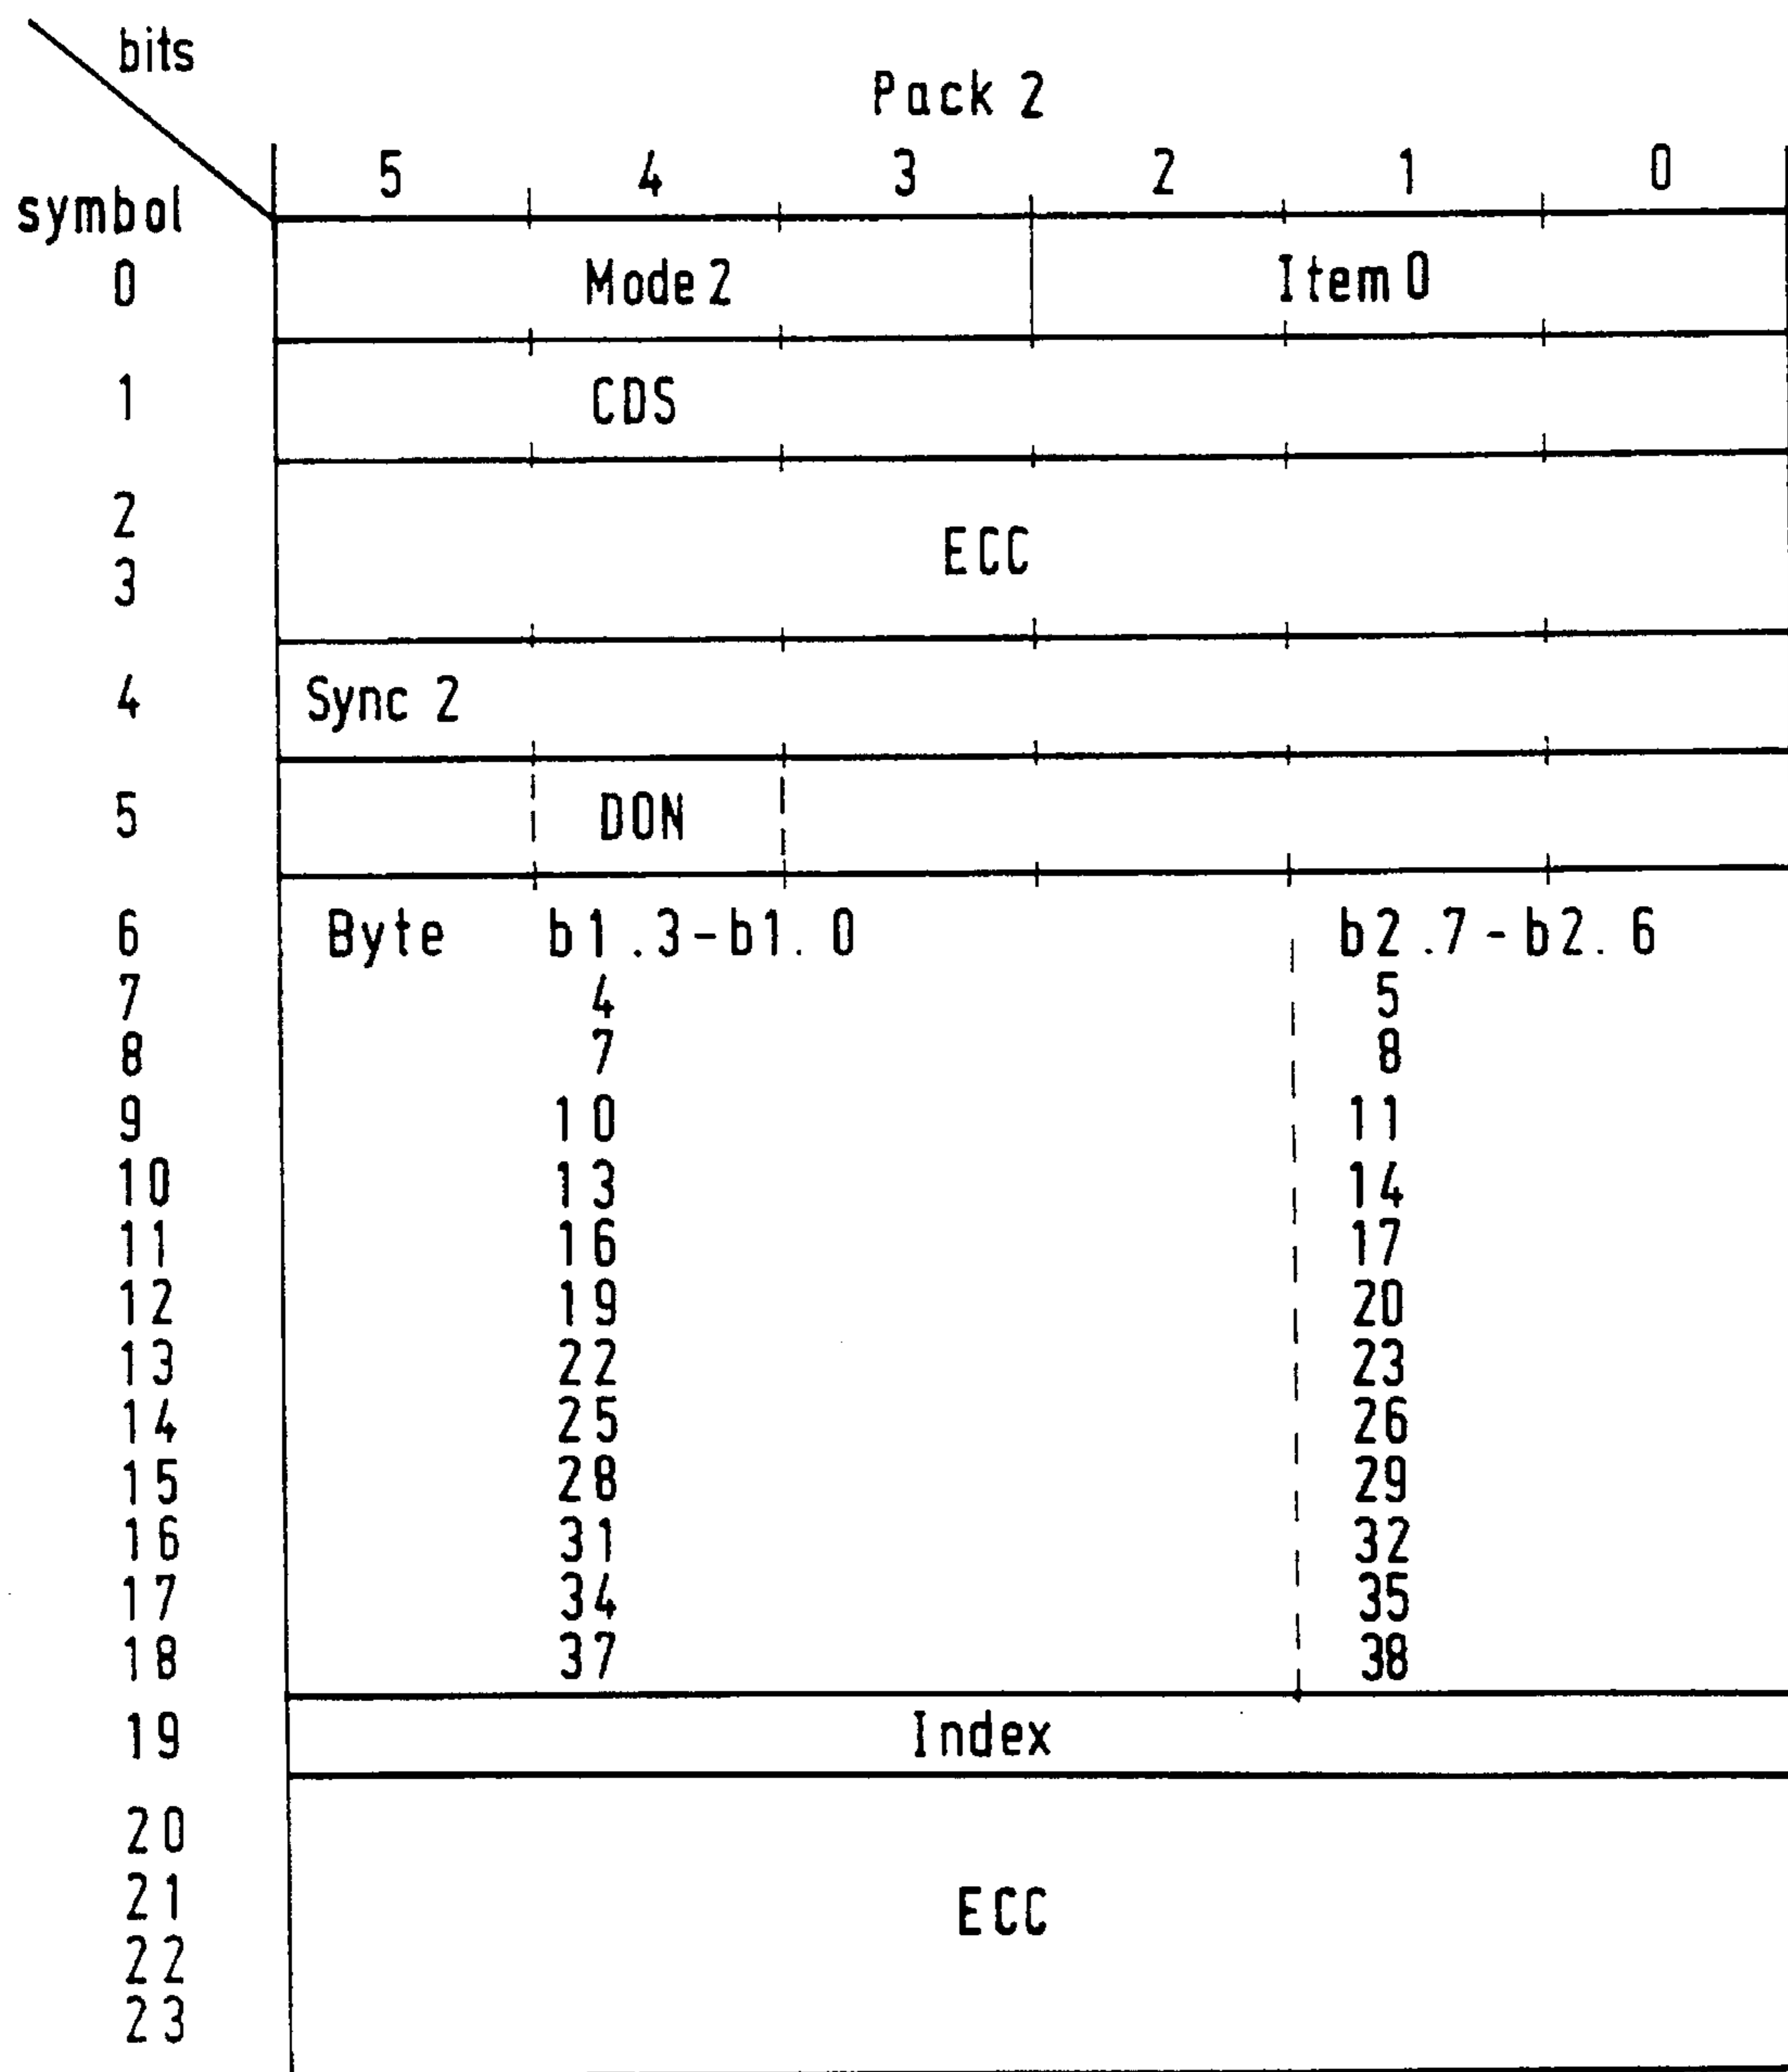 bits
Pack 2
5 4 3 2 1 0
symbol
0 Mode 2 Item 0
1 CDS
2
ECC
3
4 Sync 2
5 DON
6 Byte b1.3-b1.0 b2.7-b2.6
7 4 5
8 7 8
9 10 11
10 13 14
11 16 17
12 19 20
13 22 23
14 25 26
15 28 29
16 31 32
17 34 35
18 37 38
19 Index
20
21 ECC
22
23